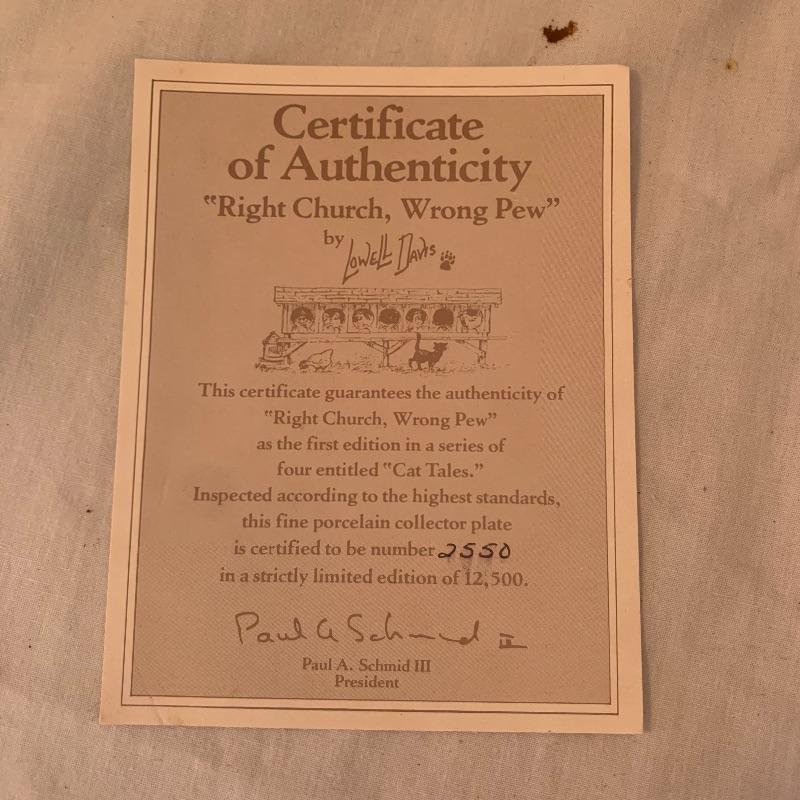 Certificate
of Authenticity
"Right Church, Wrong Pew"
by Lowell Davis
This certificate guarantees the authenticity of
"Right Church, Wrong Pew"
as the first edition in a series of
four entitled "Cat Tales."
Inspected according to the highest standards,
this fine porcelain collector plate
is certified to be number 2550
in a strictly limited edition of 12,500.
Paul A Schmid III
Paul A. Schmid III
President